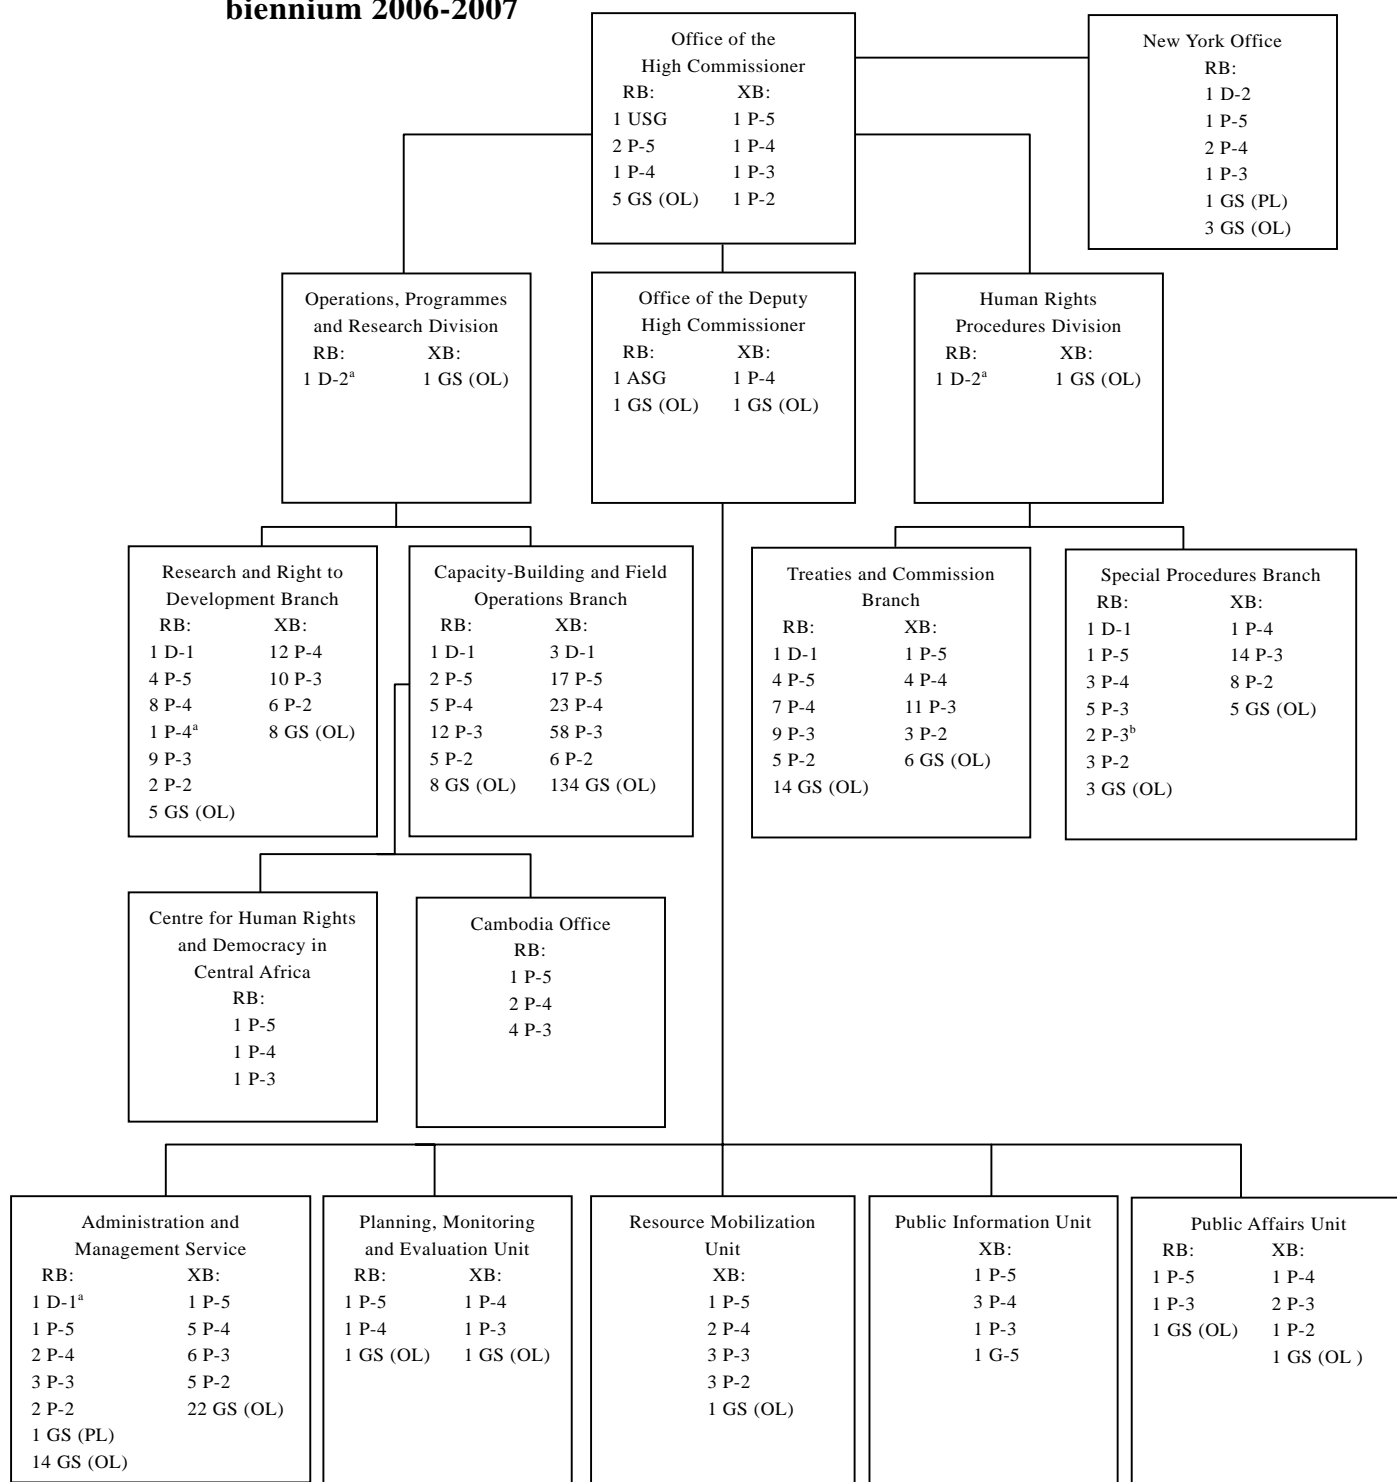 biennium 2006-2007
Office of the
High Commissioner
RB: XB:
1 USG 1 P-5
2 P-5 1 P-4
1 P-4 1 P-3
5 GS (OL) 1 P-2
New York Office
RB:
1 D-2
1 P-5
2 P-4
1 P-3
1 GS (PL)
3 GS (OL)
Operations, Programmes
and Research Division
RB: XB:
1 D-2ᵃ 1 GS (OL)
Office of the Deputy
High Commissioner
RB: XB:
1 ASG 1 P-4
1 GS (OL) 1 GS (OL)
Human Rights
Procedures Division
RB: XB:
1 D-2ᵃ 1 GS (OL)
Research and Right to
Development Branch
RB: XB:
1 D-1 12 P-4
4 P-5 10 P-3
8 P-4 6 P-2
1 P-4ᵃ 8 GS (OL)
9 P-3
2 P-2
5 GS (OL)
Capacity-Building and Field
Operations Branch
RB: XB:
1 D-1 3 D-1
2 P-5 17 P-5
5 P-4 23 P-4
12 P-3 58 P-3
5 P-2 6 P-2
8 GS (OL) 134 GS (OL)
Treaties and Commission
Branch
RB: XB:
1 D-1 1 P-5
4 P-5 4 P-4
7 P-4 11 P-3
9 P-3 3 P-2
5 P-2 6 GS (OL)
14 GS (OL)
Special Procedures Branch
RB: XB:
1 D-1 1 P-4
1 P-5 14 P-3
3 P-4 8 P-2
5 P-3 5 GS (OL)
2 P-3ᵇ
3 P-2
3 GS (OL)
Centre for Human Rights
and Democracy in
Central Africa
RB:
1 P-5
1 P-4
1 P-3
Cambodia Office
RB:
1 P-5
2 P-4
4 P-3
Administration and
Management Service
RB: XB:
1 D-1ᵃ 1 P-5
1 P-5 5 P-4
2 P-4 6 P-3
3 P-3 5 P-2
2 P-2 22 GS (OL)
1 GS (PL)
14 GS (OL)
Planning, Monitoring
and Evaluation Unit
RB: XB:
1 P-5 1 P-4
1 P-4 1 P-3
1 GS (OL) 1 GS (OL)
Resource Mobilization
Unit
XB:
1 P-5
2 P-4
3 P-3
3 P-2
1 GS (OL)
Public Information Unit
XB:
1 P-5
3 P-4
1 P-3
1 G-5
Public Affairs Unit
RB: XB:
1 P-5 1 P-4
1 P-3 2 P-3
1 GS (OL) 1 P-2
1 GS (OL )